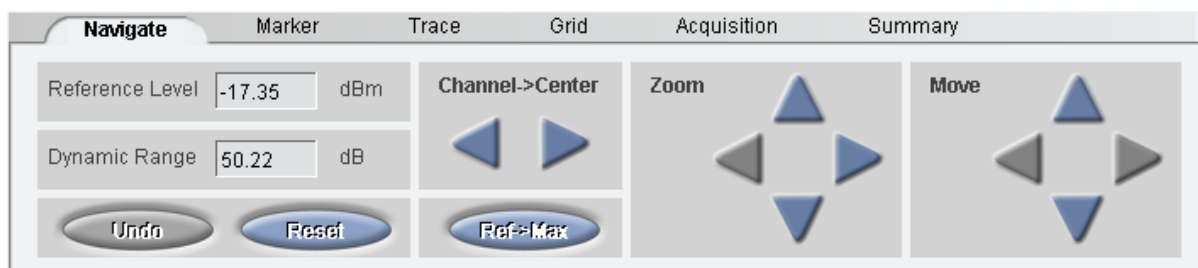 Navigate Marker Trace Grid Acquisition Summary
Reference Level -17.35 dBm
Dynamic Range 50.22 dB
Undo Reset
Channel->Center
Ref->Max
Zoom
Move